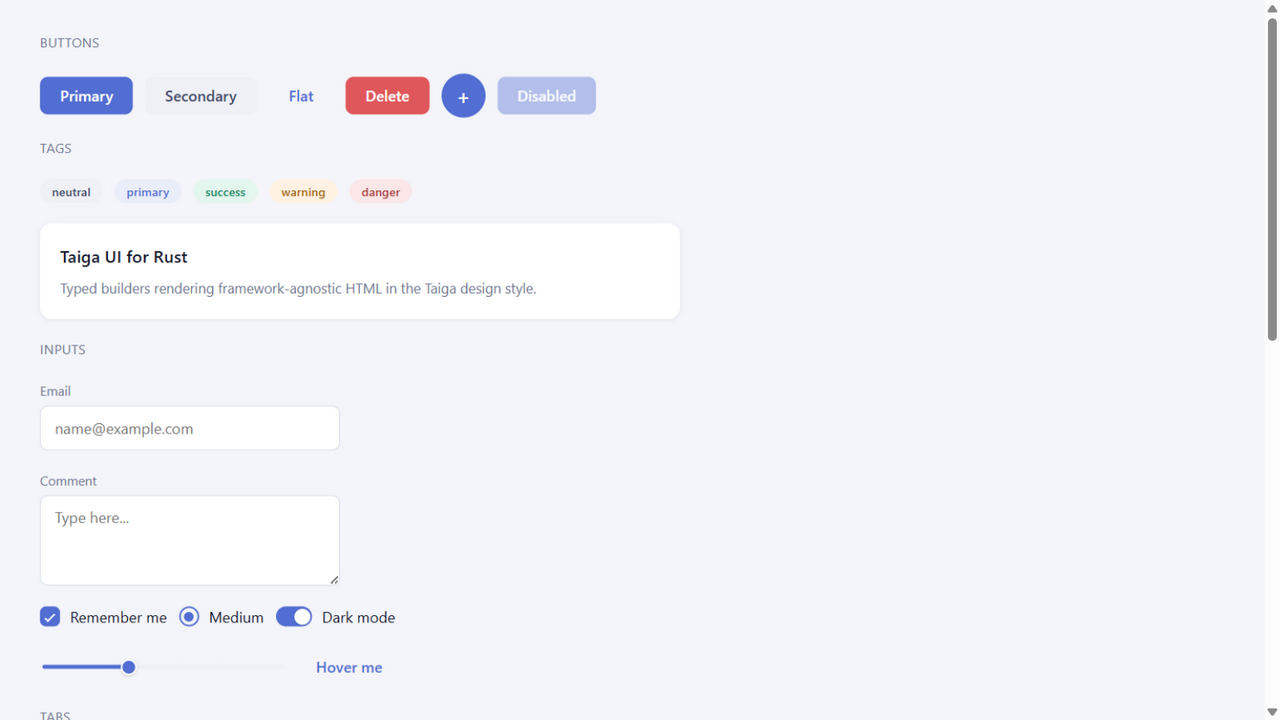 BUTTONS
Primary Secondary Flat Delete + Disabled
TAGS
neutral primary success warning danger
Taiga UI for Rust
Typed builders rendering framework-agnostic HTML in the Taiga design style.
INPUTS
Email
name@example.com
Comment
Type here...
Remember me Medium Dark mode
Hover me
TABS